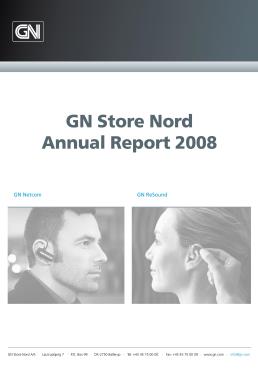 GN
GN Store Nord
Annual Report 2008
GN Netcom
GN ReSound
GN Store Nord A/S · Lautrupbjerg 7 · P.O. Box 99 · DK-2750 Ballerup · Tel: +45 45 75 00 00 · Fax: +45 45 75 00 09 · www.gn.com · info@gn.com